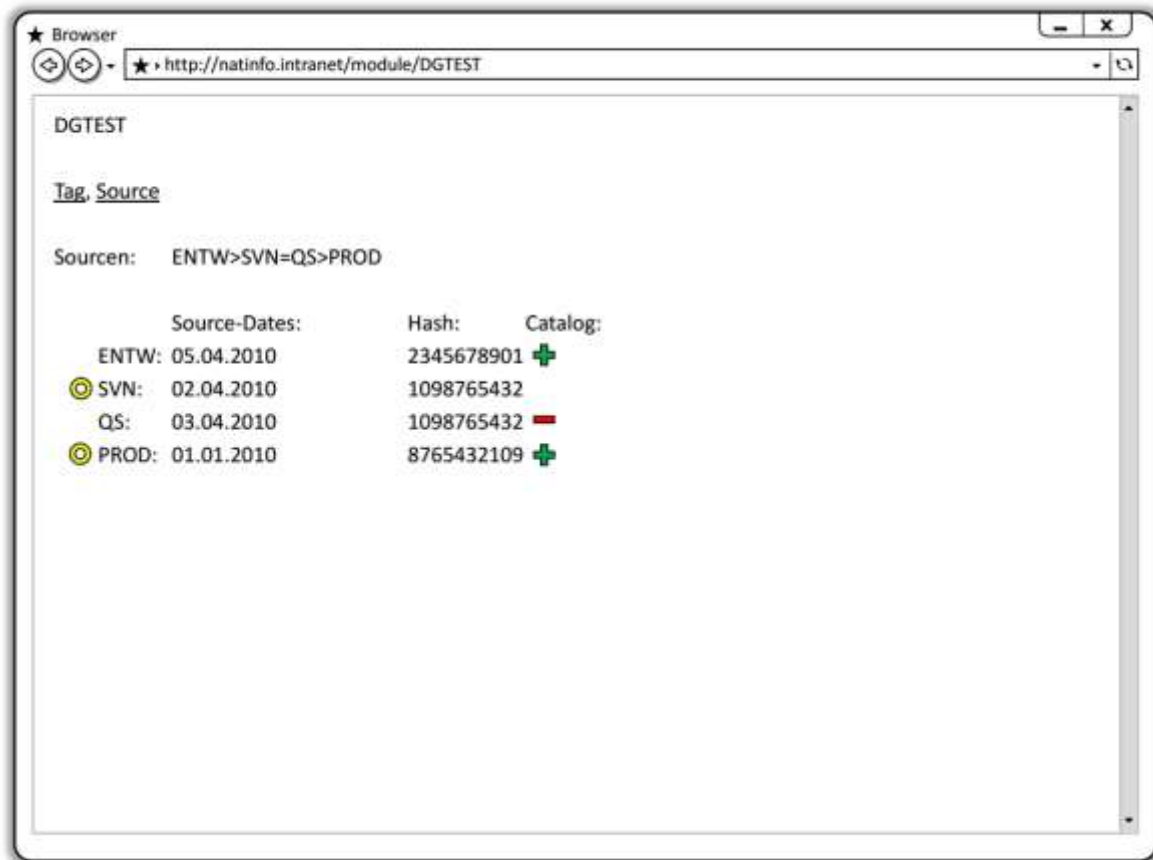 Browser
http://natinfo.intranet/module/DGTEST
DGTEST
Tag, Source
Sourcen: ENTW>SVN=QS>PROD
Source-Dates: Hash: Catalog:
ENTW: 05.04.2010 2345678901
SVN: 02.04.2010 1098765432
QS: 03.04.2010 1098765432
PROD: 01.01.2010 8765432109